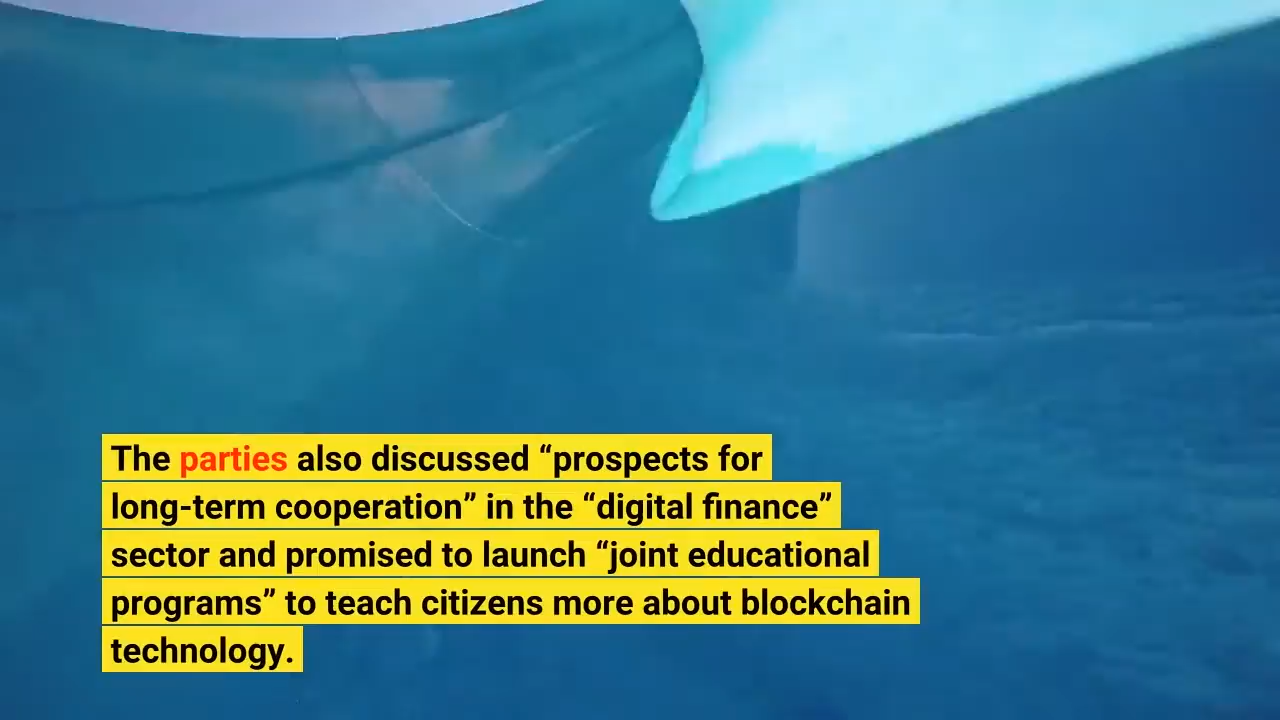 The parties also discussed “prospects for
long-term cooperation” in the “digital finance”
sector and promised to launch “joint educational
programs” to teach citizens more about blockchain
technology.